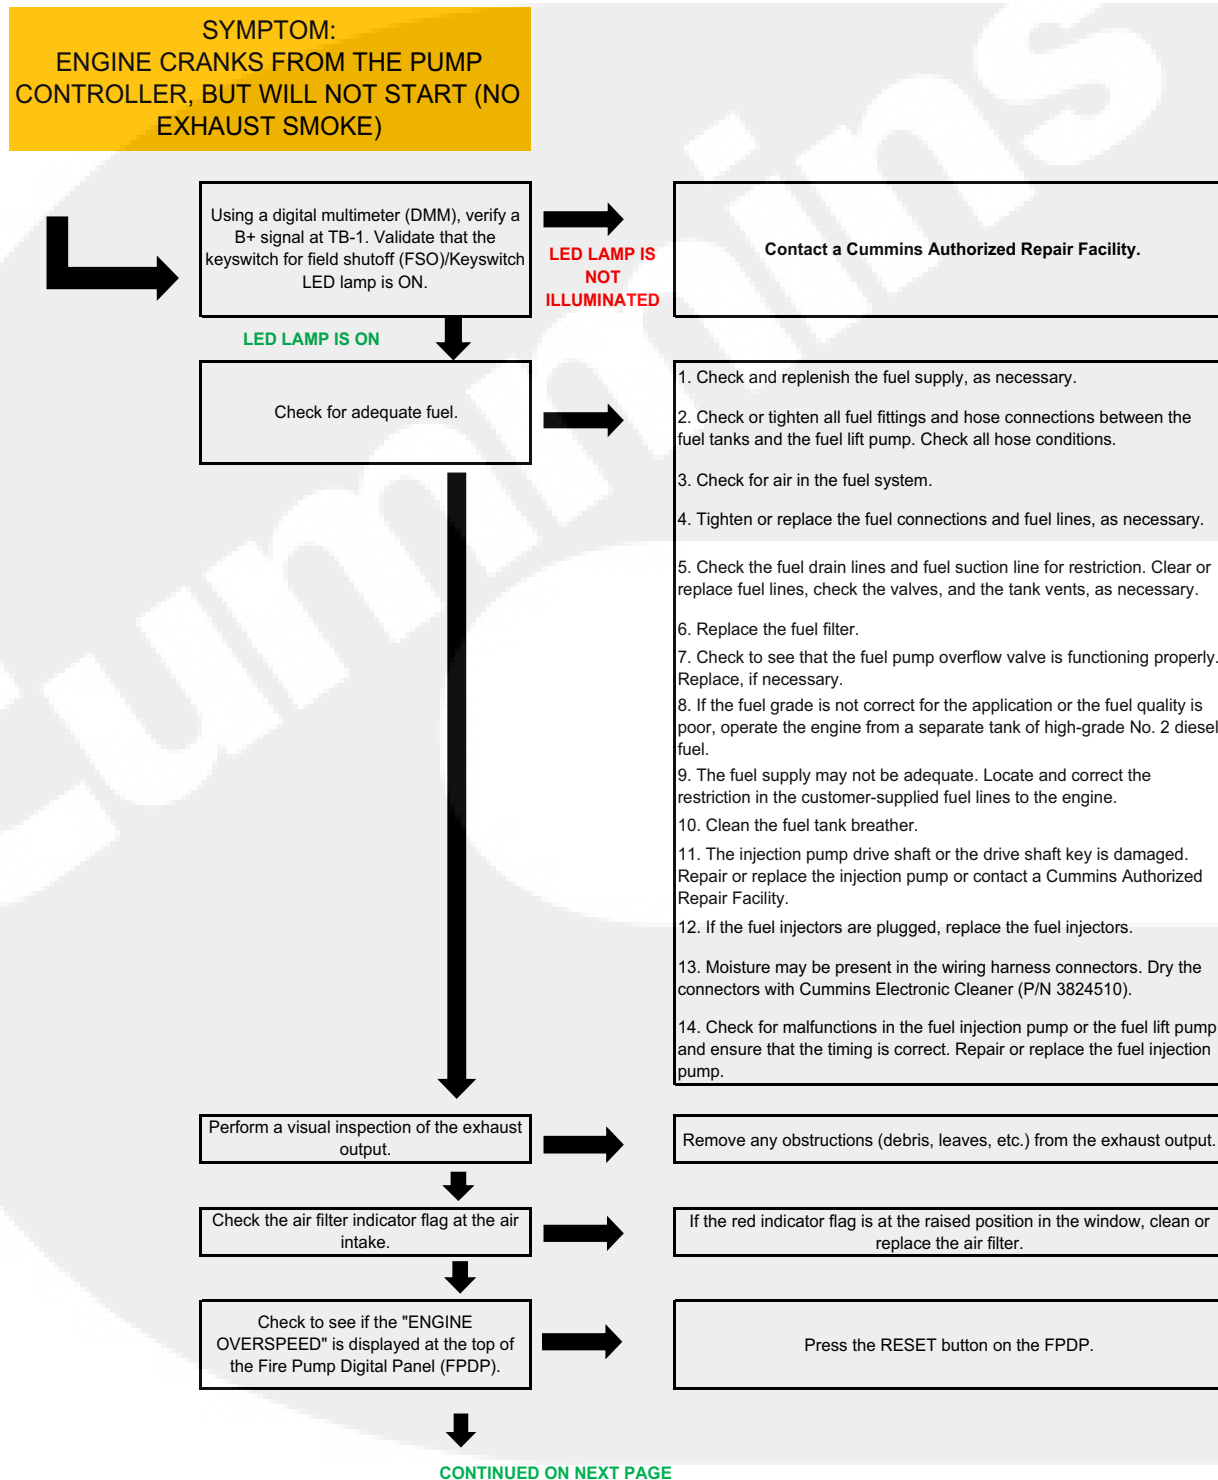 SYMPTOM:
ENGINE CRANKS FROM THE PUMP
CONTROLLER, BUT WILL NOT START (NO
EXHAUST SMOKE)
Using a digital multimeter (DMM), verify a
B+ signal at TB-1. Validate that the
keyswitch for field shutoff (FSO)/Keyswitch
LED lamp is ON.
LED LAMP IS
NOT
ILLUMINATED
Contact a Cummins Authorized Repair Facility.
LED LAMP IS ON
Check for adequate fuel.
1. Check and replenish the fuel supply, as necessary.
2. Check or tighten all fuel fittings and hose connections between the
fuel tanks and the fuel lift pump. Check all hose conditions.
3. Check for air in the fuel system.
4. Tighten or replace the fuel connections and fuel lines, as necessary.
5. Check the fuel drain lines and fuel suction line for restriction. Clear or
replace fuel lines, check the valves, and the tank vents, as necessary.
6. Replace the fuel filter.
7. Check to see that the fuel pump overflow valve is functioning properly.
Replace, if necessary.
8. If the fuel grade is not correct for the application or the fuel quality is
poor, operate the engine from a separate tank of high-grade No. 2 diesel
fuel.
9. The fuel supply may not be adequate. Locate and correct the
restriction in the customer-supplied fuel lines to the engine.
10. Clean the fuel tank breather.
11. The injection pump drive shaft or the drive shaft key is damaged.
Repair or replace the injection pump or contact a Cummins Authorized
Repair Facility.
12. If the fuel injectors are plugged, replace the fuel injectors.
13. Moisture may be present in the wiring harness connectors. Dry the
connectors with Cummins Electronic Cleaner (P/N 3824510).
14. Check for malfunctions in the fuel injection pump or the fuel lift pump
and ensure that the timing is correct. Repair or replace the fuel injection
pump.
Perform a visual inspection of the exhaust
output.
Remove any obstructions (debris, leaves, etc.) from the exhaust output.
Check the air filter indicator flag at the air
intake.
If the red indicator flag is at the raised position in the window, clean or
replace the air filter.
Check to see if the "ENGINE
OVERSPEED" is displayed at the top of
the Fire Pump Digital Panel (FPDP).
Press the RESET button on the FPDP.
CONTINUED ON NEXT PAGE
Cummins